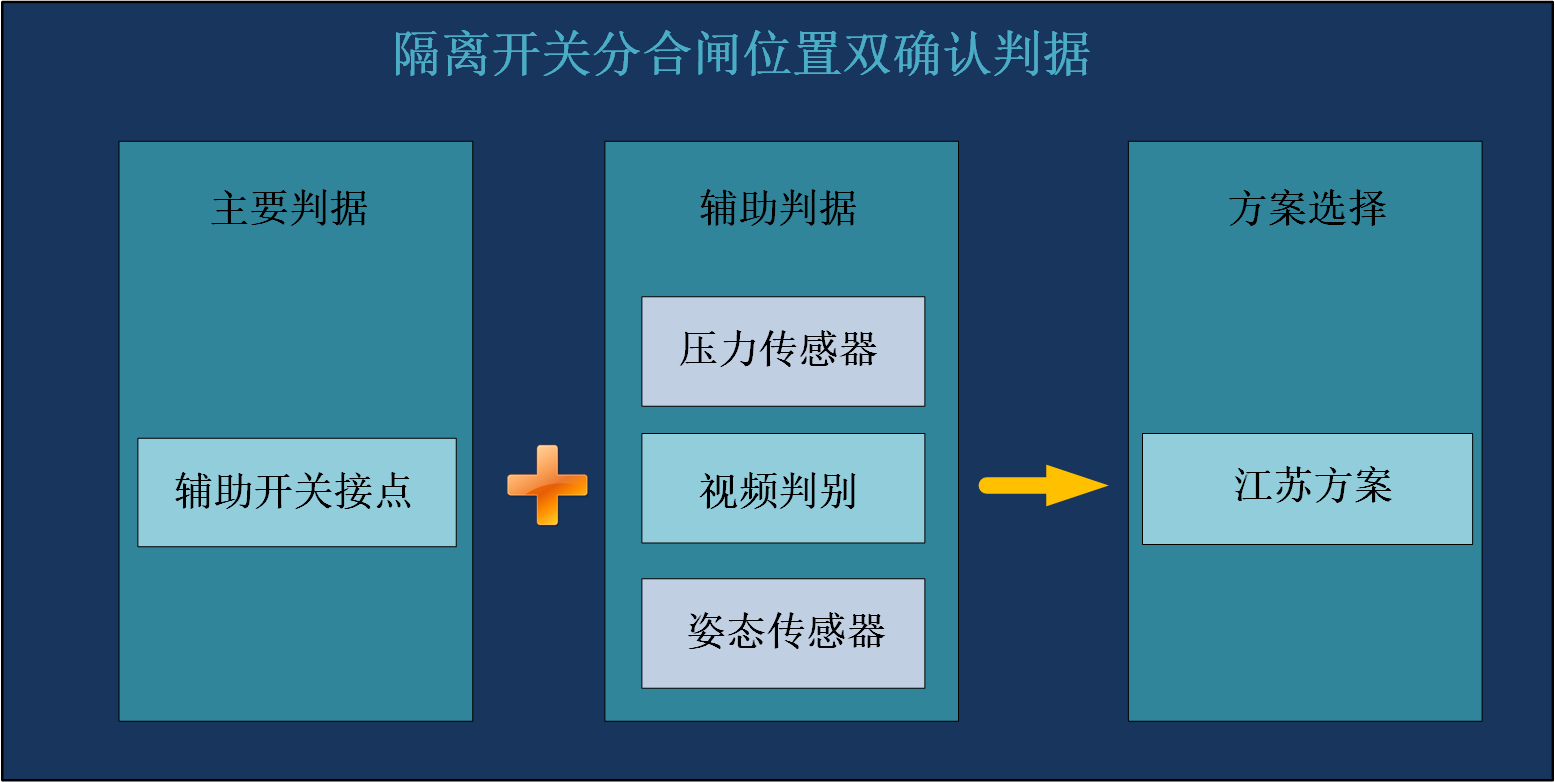 隔离开关分合闸位置双确认判据
主要判据
辅助开关接点
辅助判据
压力传感器
视频判别
姿态传感器
方案选择
江苏方案